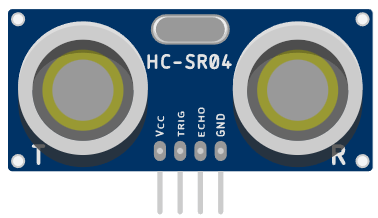 HC-SR04
Vcc
TRIG
ECHO
GND
T
R